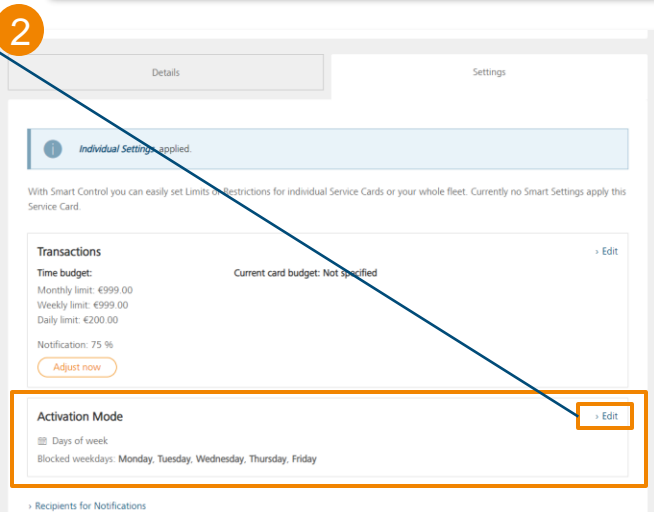 2
Details
Settings
Individual Settings applied.
With Smart Control you can easily set Limits or Restrictions for individual Service Cards or your whole fleet. Currently no Smart Settings apply this
Service Card.
Transactions
› Edit
Time budget:
Current card budget: Not specified
Monthly limit: €999.00
Weekly limit: €999.00
Daily limit: €200.00
Notification: 75 %
Adjust now
Activation Mode
› Edit
Days of week
Blocked weekdays: Monday, Tuesday, Wednesday, Thursday, Friday
› Recipients for Notifications